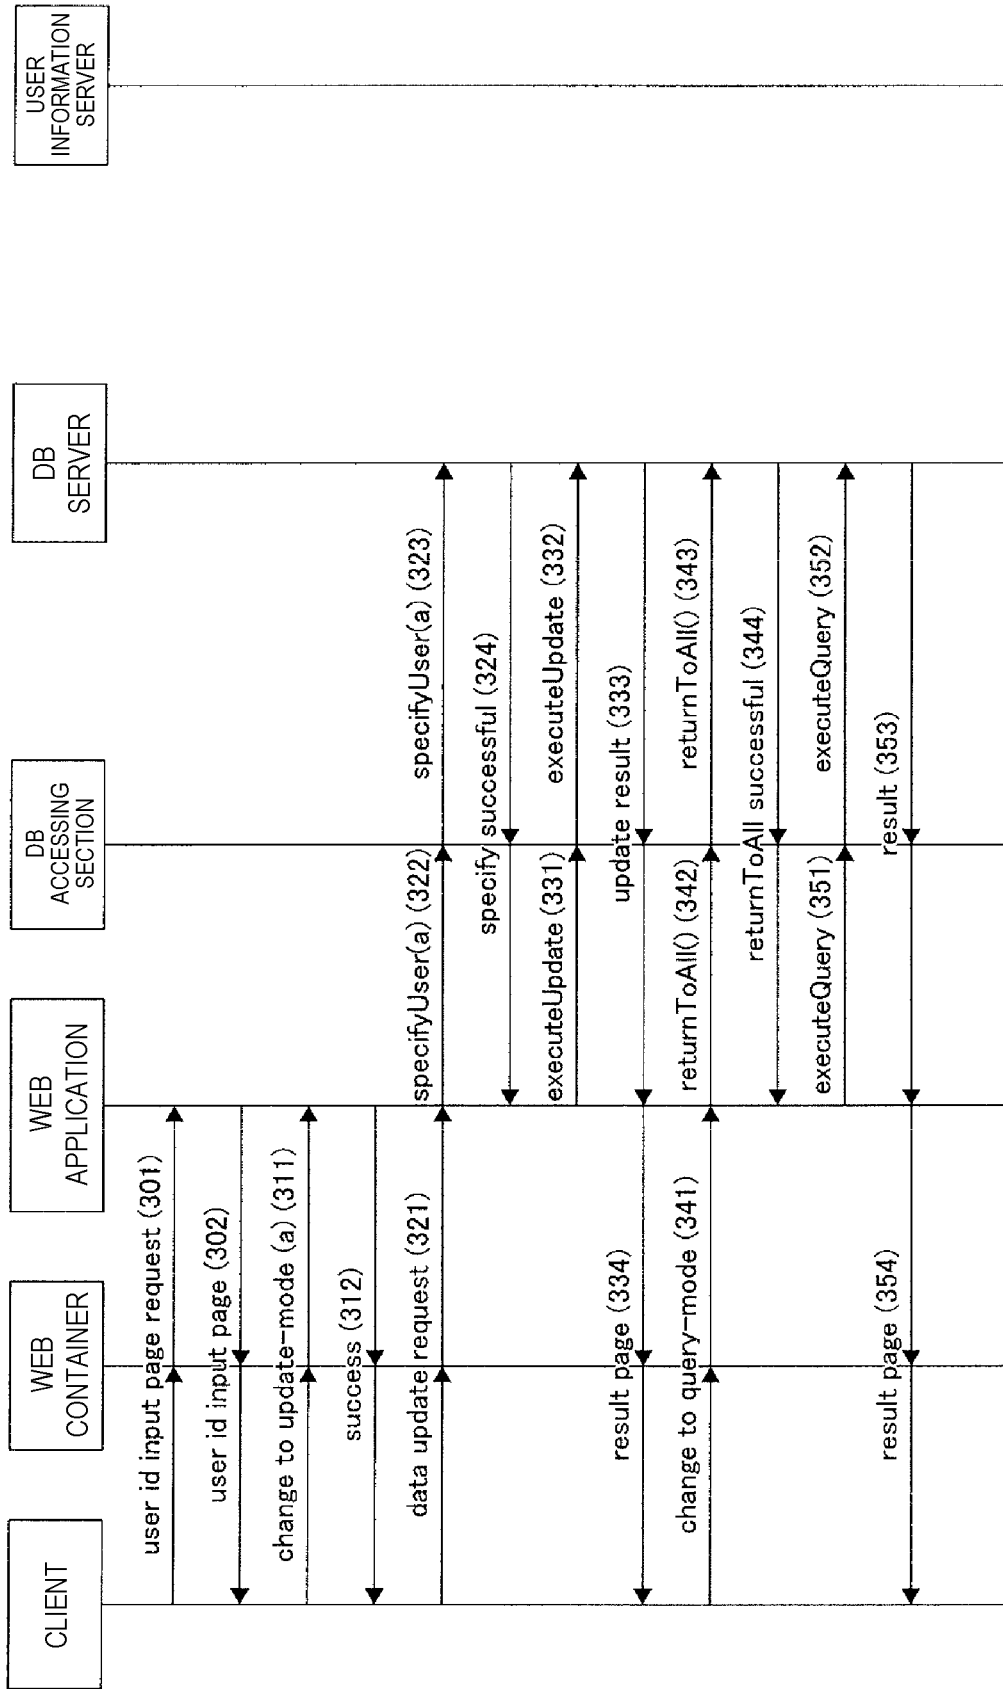 CLIENT
WEB
CONTAINER
WEB
APPLICATION
DB
ACCESSING
SECTION
DB
SERVER
USER
INFORMATION
SERVER
user id input page request (301)
user id input page (302)
change to update-mode (a) (311)
success (312)
data update request (321)
specifyUser(a) (322)
specifyUser(a) (323)
specify successful (324)
executeUpdate (331)
executeUpdate (332)
update result (333)
result page (334)
change to query-mode (341)
returnToAll() (342)
returnToAll() (343)
returnToAll successful (344)
executeQuery (351)
executeQuery (352)
result (353)
result page (354)